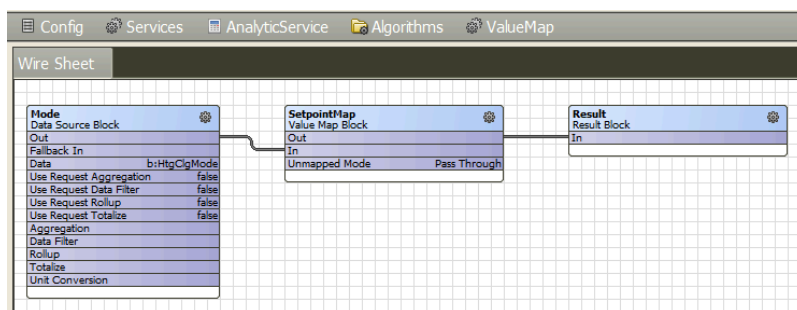 Config Services AnalyticService Algorithms ValueMap
Wire Sheet
Mode
Data Source Block
Out
Fallback In
Data b:HtgClgMode
Use Request Aggregation false
Use Request Data Filter false
Use Request Rollup false
Use Request Totalize false
Aggregation
Data Filter
Rollup
Totalize
Unit Conversion
SetpointMap
Value Map Block
Out
In
Unmapped Mode Pass Through
Result
Result Block
In